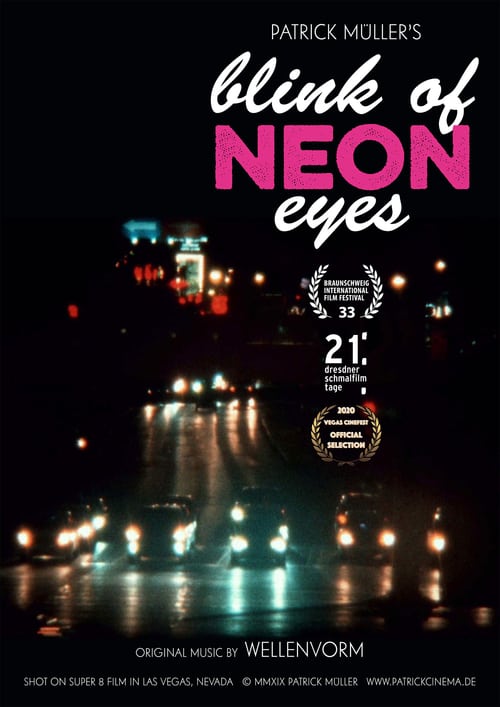 PATRICK MÜLLER'S
blink of
NEON
eyes
BRAUNSCHWEIG
INTERNATIONAL
FILM FESTIVAL
33
21.
dresdner
schmalfilm
tage
2020
VEGAS CINEFEST
OFFICIAL
SELECTION
ORIGINAL MUSIC BY WELLENVORM
SHOT ON SUPER 8 FILM IN LAS VEGAS, NEVADA © MMXIX PATRICK MÜLLER WWW.PATRICKCINEMA.DE